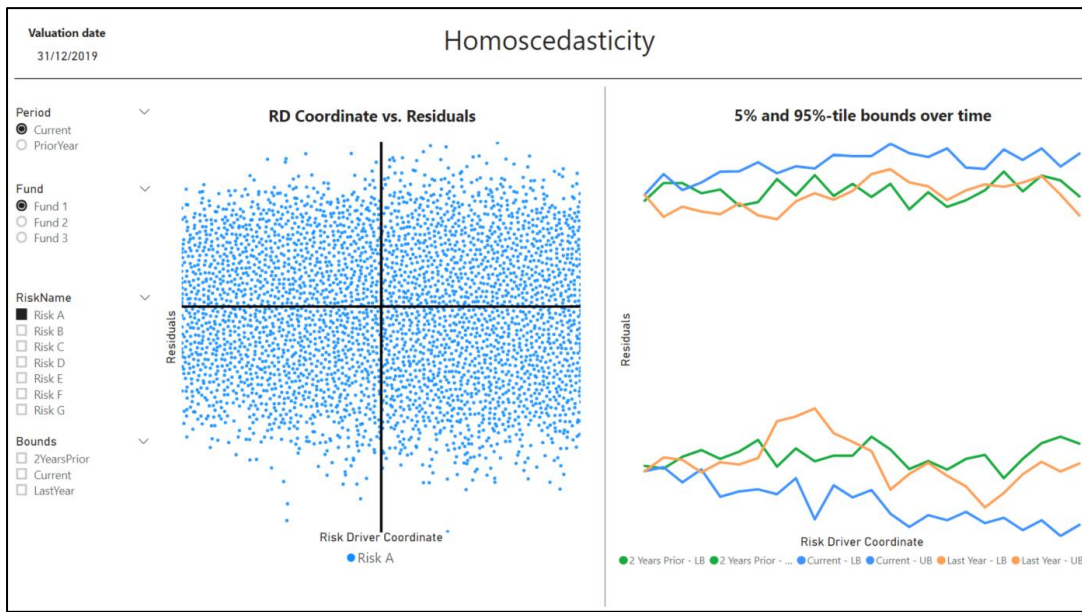 Valuation date
31/12/2019
Homoscedasticity
Period
Current
PriorYear
Fund
Fund 1
Fund 2
Fund 3
RiskName
Risk A
Risk B
Risk C
Risk D
Risk E
Risk F
Risk G
Bounds
2YearsPrior
Current
LastYear
RD Coordinate vs. Residuals
Residuals
Risk Driver Coordinate
Risk A
5% and 95%-tile bounds over time
Residuals
Risk Driver Coordinate
2 Years Prior - LB 2 Years Prior - ... Current - LB Current - UB Last Year - LB Last Year - UB